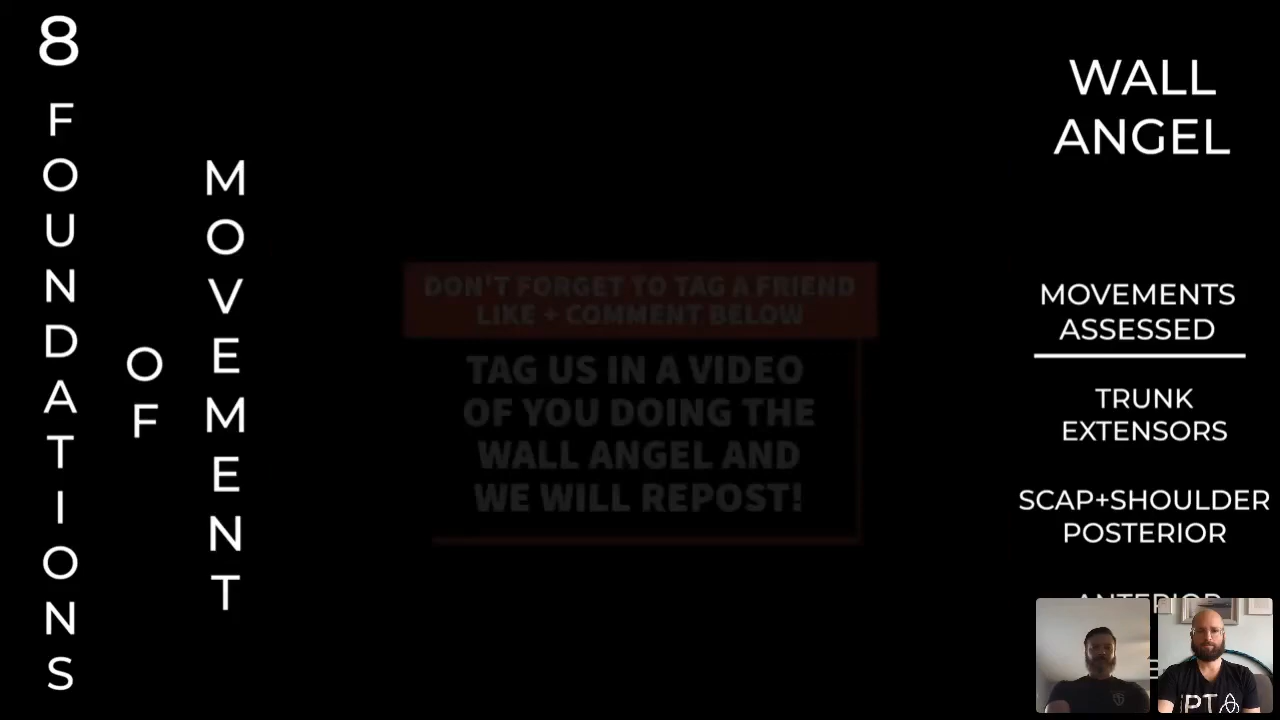 8
FOUNDATIONS
OF
MOVEMENT
DON'T FORGET TO TAG A FRIEND
LIKE + COMMENT BELOW
TAG US IN A VIDEO
OF YOU DOING THE
WALL ANGEL AND
WE WILL REPOST!
WALL
ANGEL
MOVEMENTS
ASSESSED
TRUNK
EXTENSORS
SCAP+SHOULDER
POSTERIOR
ANTERIOR